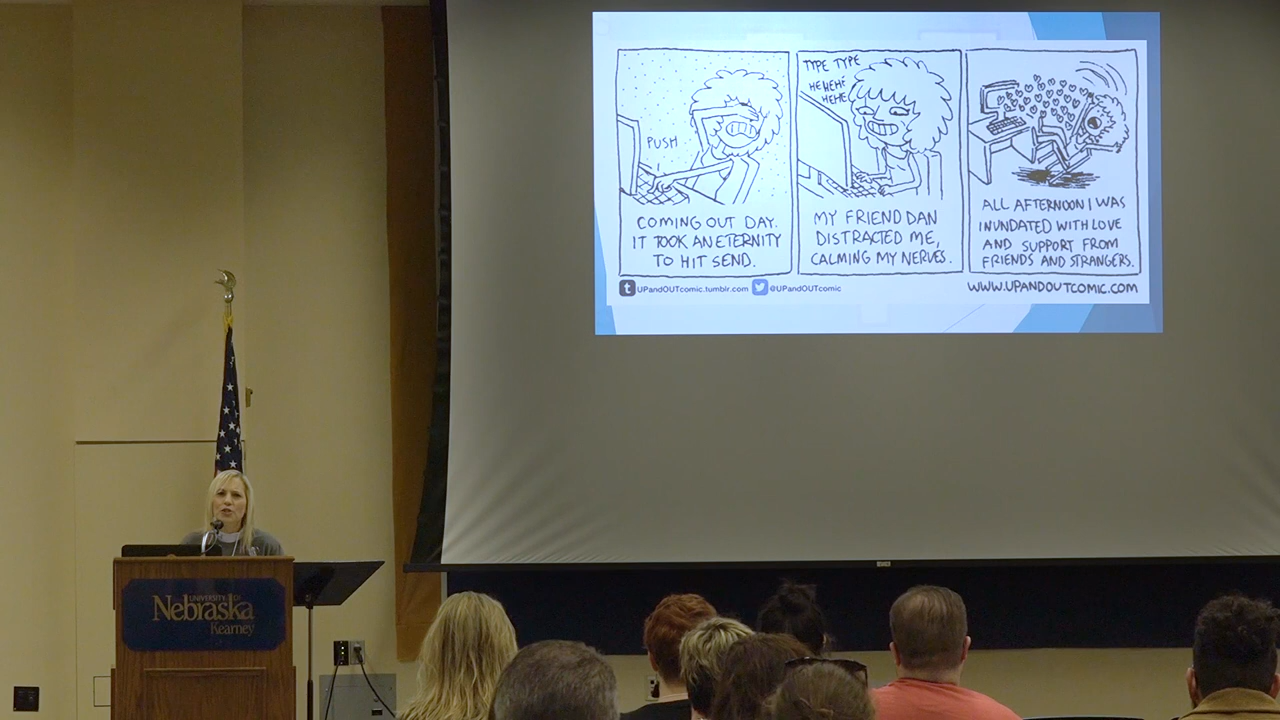 PUSH
COMING OUT DAY.
IT TOOK AN ETERNITY
TO HIT SEND.
TYPE TYPE
HEHEHE
HEHE
MY FRIEND DAN
DISTRACTED ME,
CALMING MY NERVES.
ALL AFTERNOON I WAS
INUNDATED WITH LOVE
AND SUPPORT FROM
FRIENDS AND STRANGERS.
t UPandOUTcomic.tumblr.com @UPandOUTcomic
WWW.UPANDOUTCOMIC.COM
UNIVERSITY OF
Nebraska
Kearney